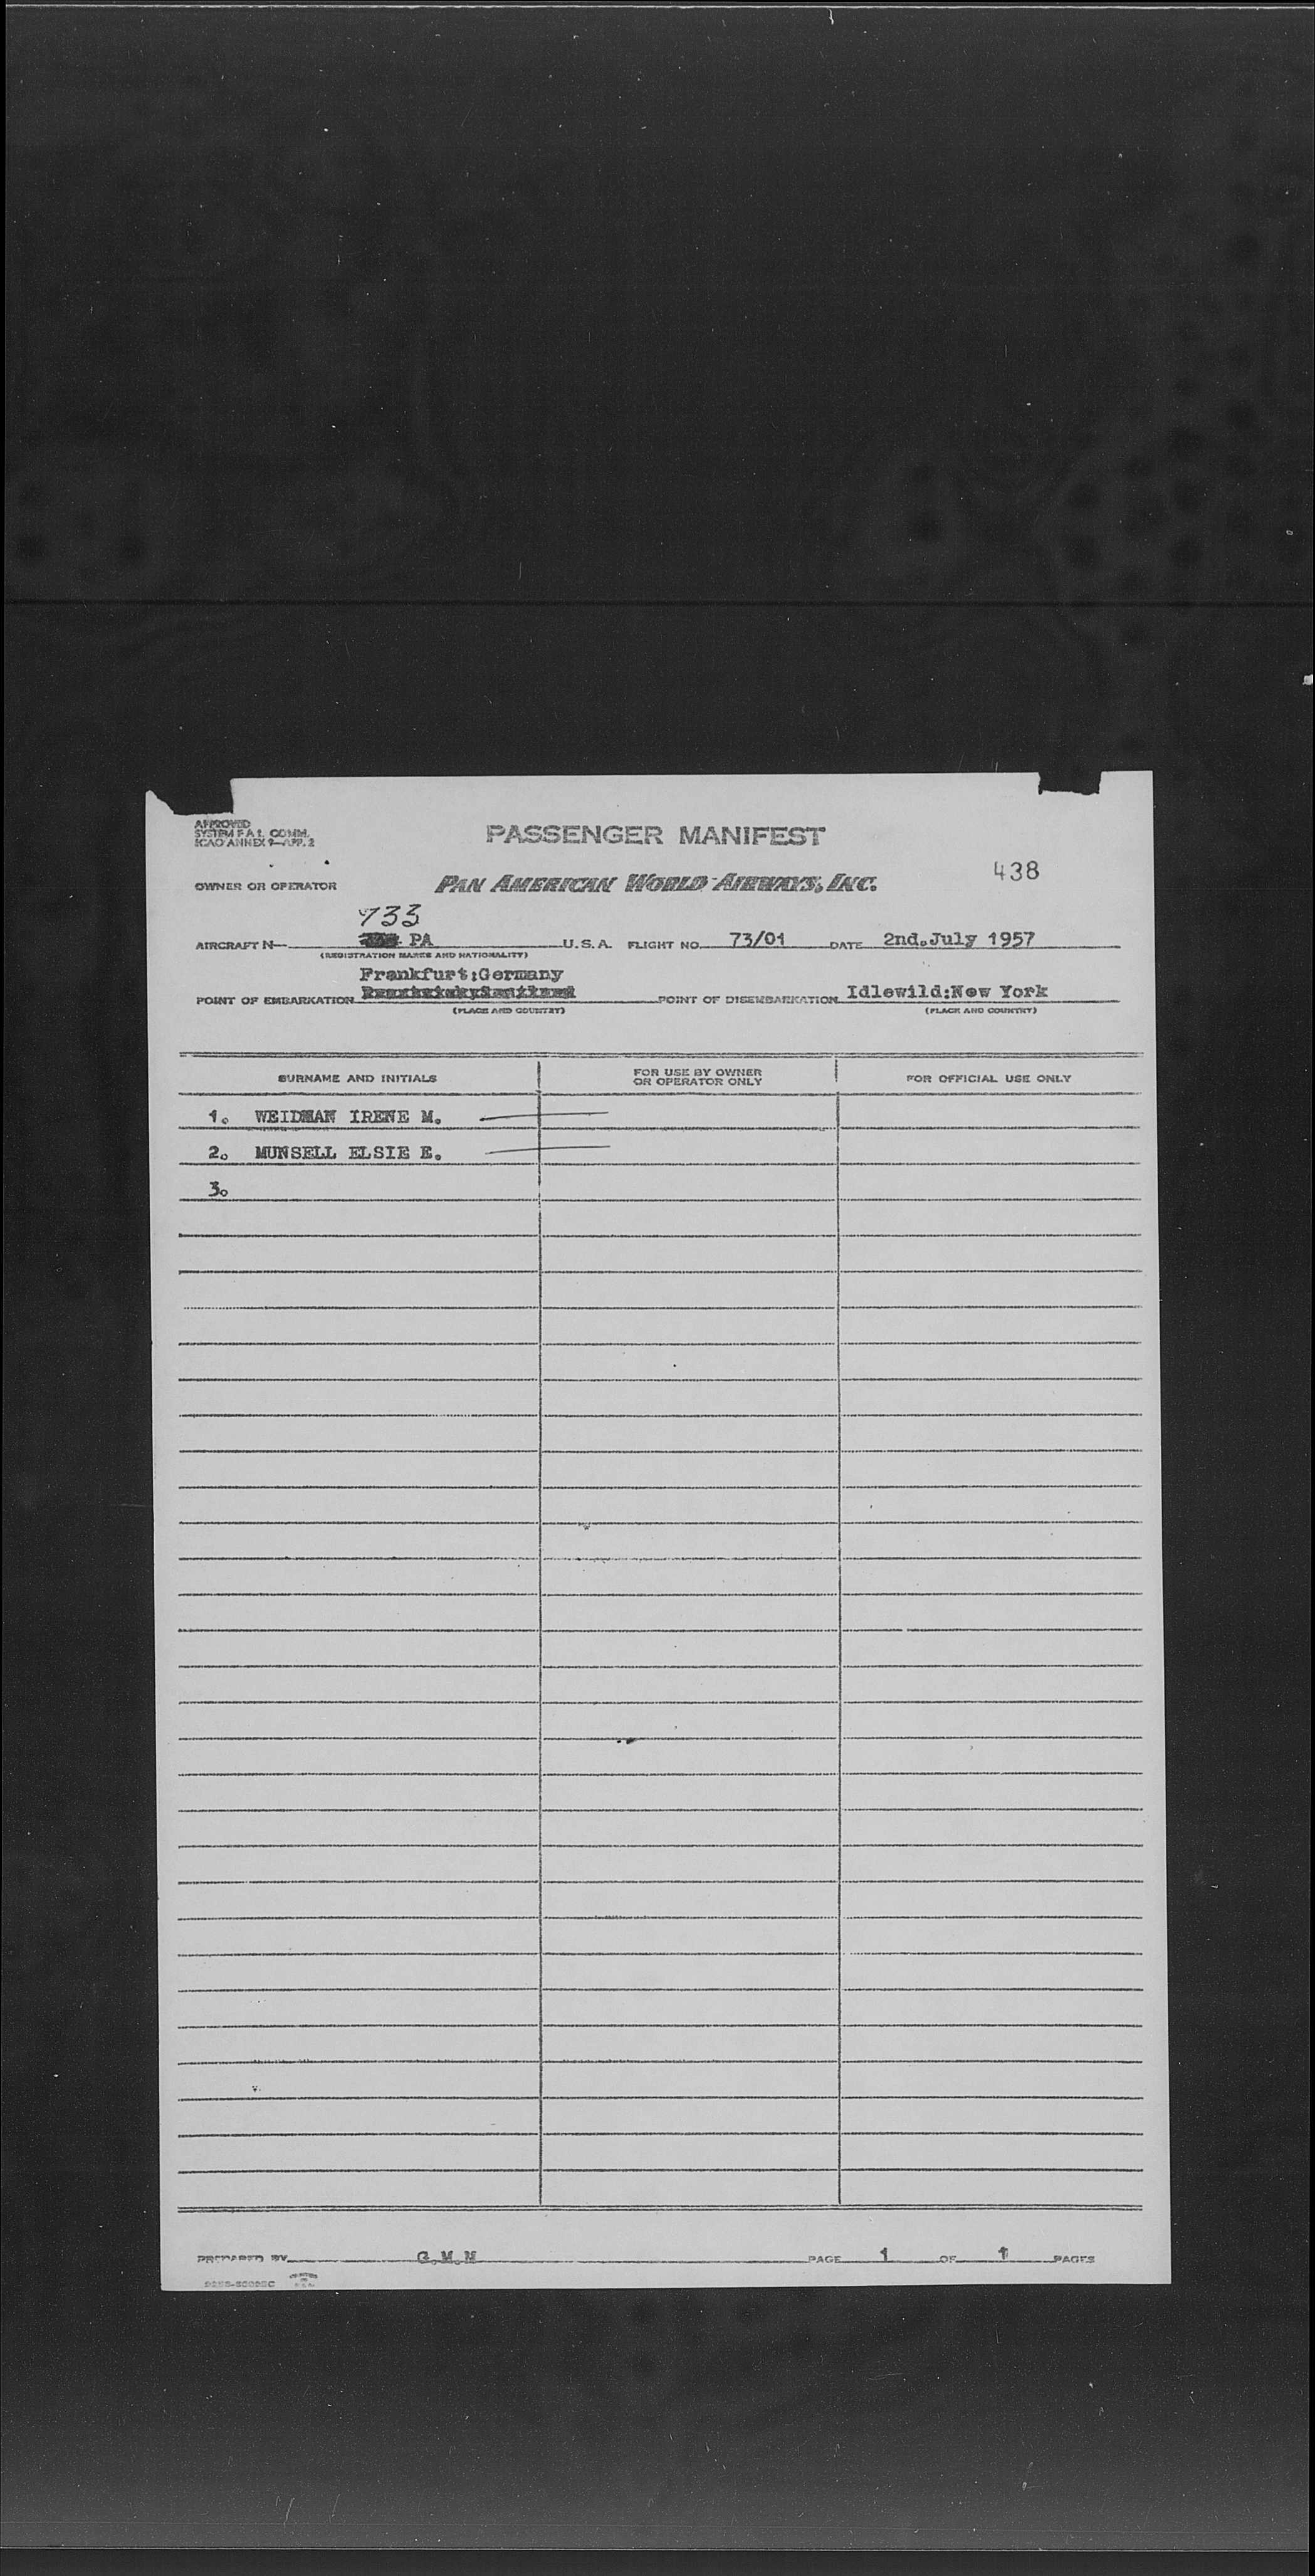 APPROVED
SYSTEM F A L COMM.
ICAO ANNEX 9—APP. 2
PASSENGER MANIFEST
438
OWNER OR OPERATOR PAN AMERICAN WORLD AIRWAYS, INC.
733
AIRCRAFT N— PA U.S.A. FLIGHT NO. 73/01 DATE 2nd.July 1957
(REGISTRATION MARKS AND NATIONALITY)
Frankfurt:Germany
POINT OF EMBARKATION POINT OF DISEMBARKATION Idlewild:New York
(PLACE AND COUNTRY) (PLACE AND COUNTRY)
SURNAME AND INITIALS FOR USE BY OWNER OR OPERATOR ONLY FOR OFFICIAL USE ONLY
1. WEIDMAN IRENE M.
2. MUNSELL ELSIE E.
3.
PREPARED BY G.M.M PAGE 1 OF 1 PAGES